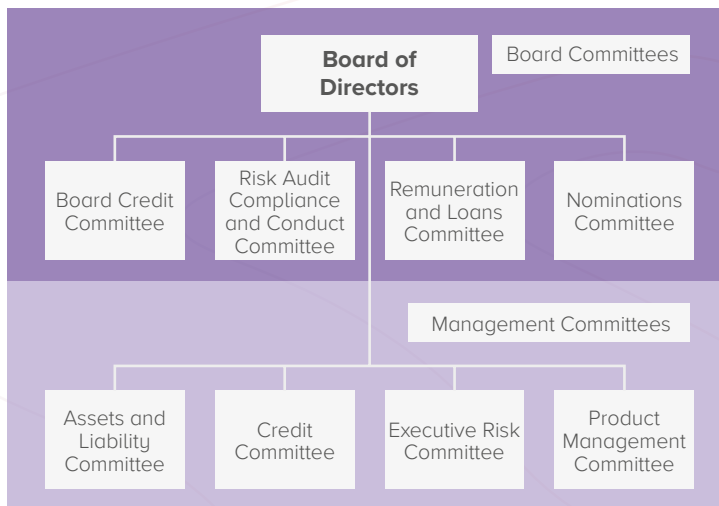 Board of
Directors
Board Committees
Board Credit
Committee
Risk Audit
Compliance
and Conduct
Committee
Remuneration
and Loans
Committee
Nominations
Committee
Management Committees
Assets and
Liability
Committee
Credit
Committee
Executive Risk
Committee
Product
Management
Committee